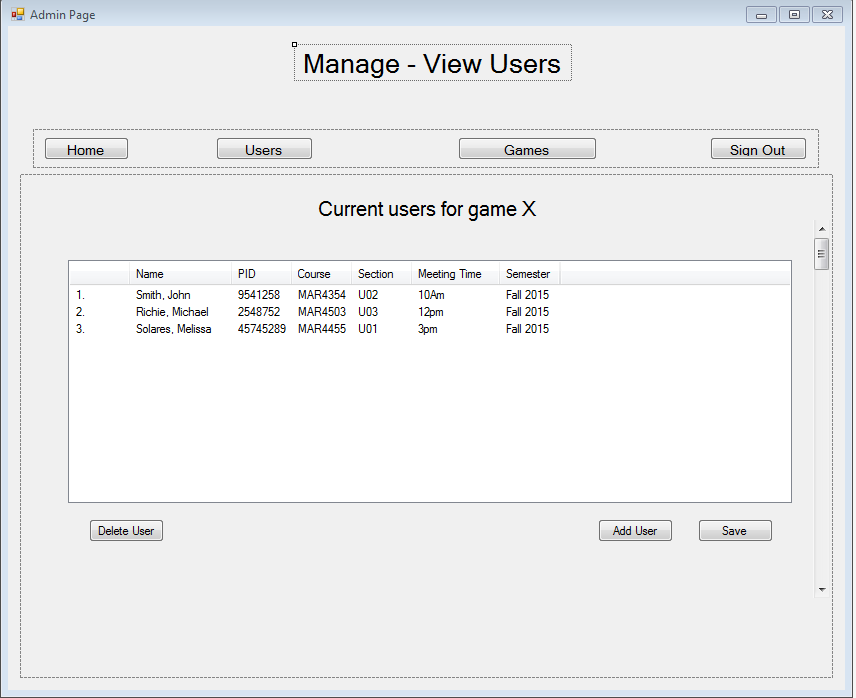 Admin Page
Manage - View Users
Home Users Games Sign Out
Current users for game X
Name PID Course Section Meeting Time Semester
1. Smith, John 9541258 MAR4354 U02 10Am Fall 2015
2. Richie, Michael 2548752 MAR4503 U03 12pm Fall 2015
3. Solares, Melissa 45745289 MAR4455 U01 3pm Fall 2015
Delete User Add User Save